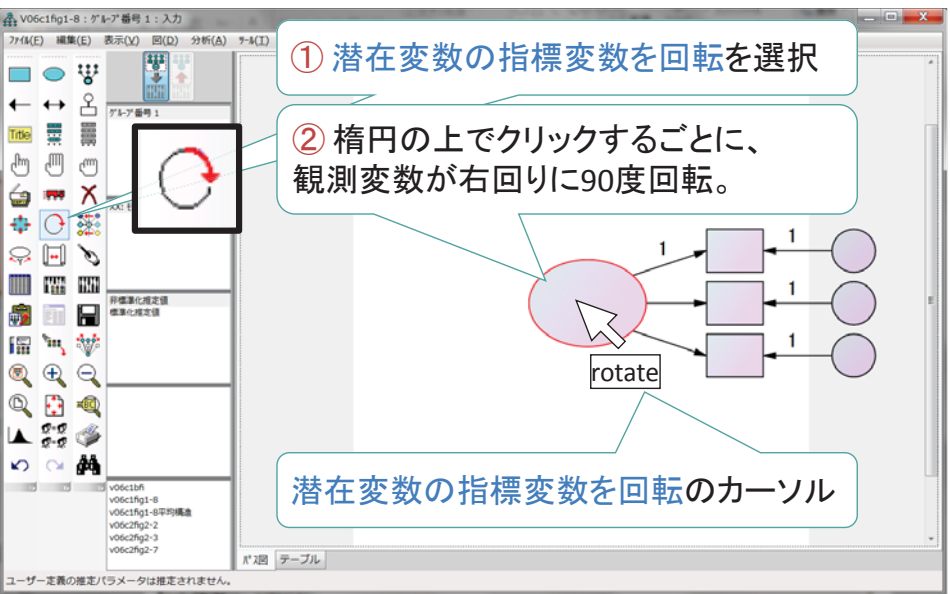 V06c1fig1-8 : グループ番号 1 : 入力
ファイル(F) 編集(E) 表示(V) 図(D) 分析(A) ツール(T)
① 潜在変数の指標変数を回転を選択
② 楕円の上でクリックするごとに、
観測変数が右回りに90度回転。
Title
グループ番号 1
XX: モ
非標準化推定値
標準化推定値
1
1
1
1
rotate
潜在変数の指標変数を回転のカーソル
v06c1bfi
v06c1fig1-8
v06c1fig1-8平均構造
v06c2fig2-2
v06c2fig2-3
v06c2fig2-7
パス図 テーブル
ユーザー定義の推定パラメータは推定されません。